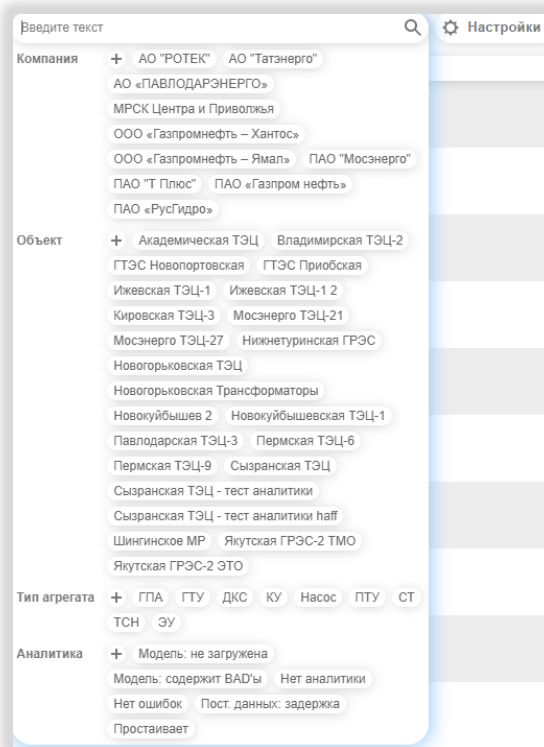 Введите текст Настройки
Компания + АО "РОТЕК" АО "Татэнерго"
АО «ПАВЛОДАРЭНЕРГО»
МРСК Центра и Приволжья
ООО «Газпромнефть – Хантос»
ООО «Газпромнефть – Ямал» ПАО "Мосэнерго"
ПАО "Т Плюс" ПАО «Газпром нефть»
ПАО «РусГидро»
Объект + Академическая ТЭЦ Владимирская ТЭЦ-2
ГТЭС Новопортовская ГТЭС Приобская
Ижевская ТЭЦ-1 Ижевская ТЭЦ-1 2
Кировская ТЭЦ-3 Мосэнерго ТЭЦ-21
Мосэнерго ТЭЦ-27 Нижнетуринская ГРЭС
Новогорьковская ТЭЦ
Новогорьковская Трансформаторы
Новокуйбышев 2 Новокуйбышевская ТЭЦ-1
Павлодарская ТЭЦ-3 Пермская ТЭЦ-6
Пермская ТЭЦ-9 Сызранская ТЭЦ
Сызранская ТЭЦ - тест аналитики
Сызранская ТЭЦ - тест аналитики haff
Шингинское МР Якутская ГРЭС-2 ТМО
Якутская ГРЭС-2 ЭТО
Тип агрегата + ГПА ГТУ ДКС КУ Насос ПТУ СТ
ТСН ЭУ
Аналитика + Модель: не загружена
Модель: содержит BAD'ы Нет аналитики
Нет ошибок Пост. данных: задержка
Простаивает